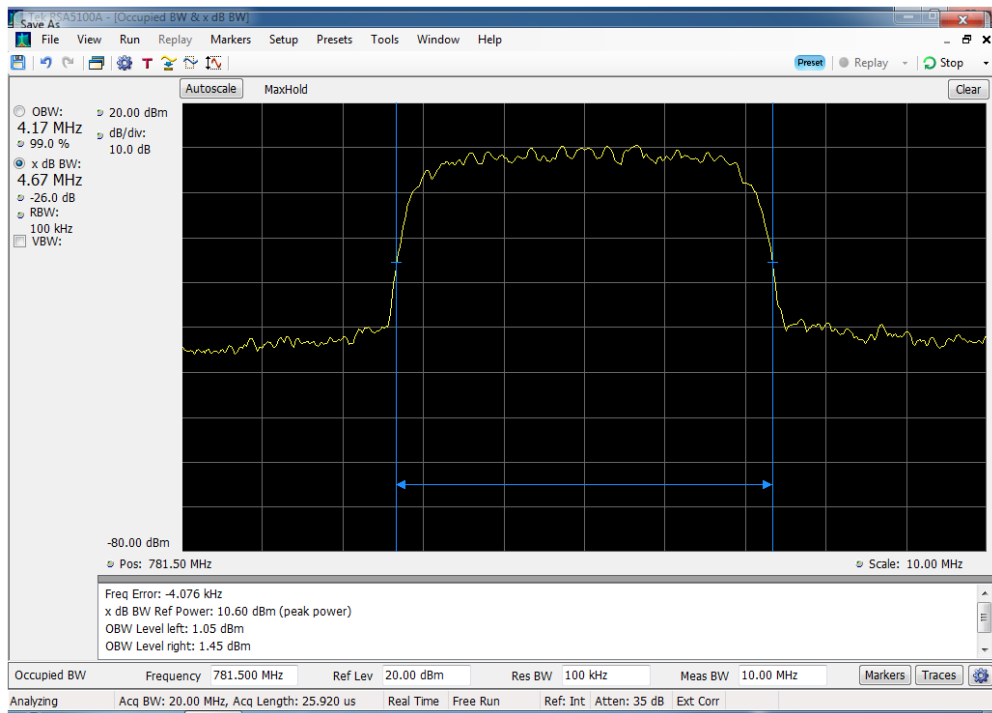 Save As
Tek RSA5100A - [Occupied BW & x dB BW]
File View Run Replay Markers Setup Presets Tools Window Help
T Preset Replay Stop
Autoscale MaxHold Clear
OBW: 20.00 dBm
4.17 MHz dB/div:
99.0 % 10.0 dB
x dB BW:
4.67 MHz
-26.0 dB
RBW:
100 kHz
VBW:
-80.00 dBm
Pos: 781.50 MHz Scale: 10.00 MHz
Freq Error: -4.076 kHz
x dB BW Ref Power: 10.60 dBm (peak power)
OBW Level left: 1.05 dBm
OBW Level right: 1.45 dBm
Occupied BW Frequency 781.500 MHz Ref Lev 20.00 dBm Res BW 100 kHz Meas BW 10.00 MHz Markers Traces
Analyzing Acq BW: 20.00 MHz, Acq Length: 25.920 us Real Time Free Run Ref: Int Atten: 35 dB Ext Corr